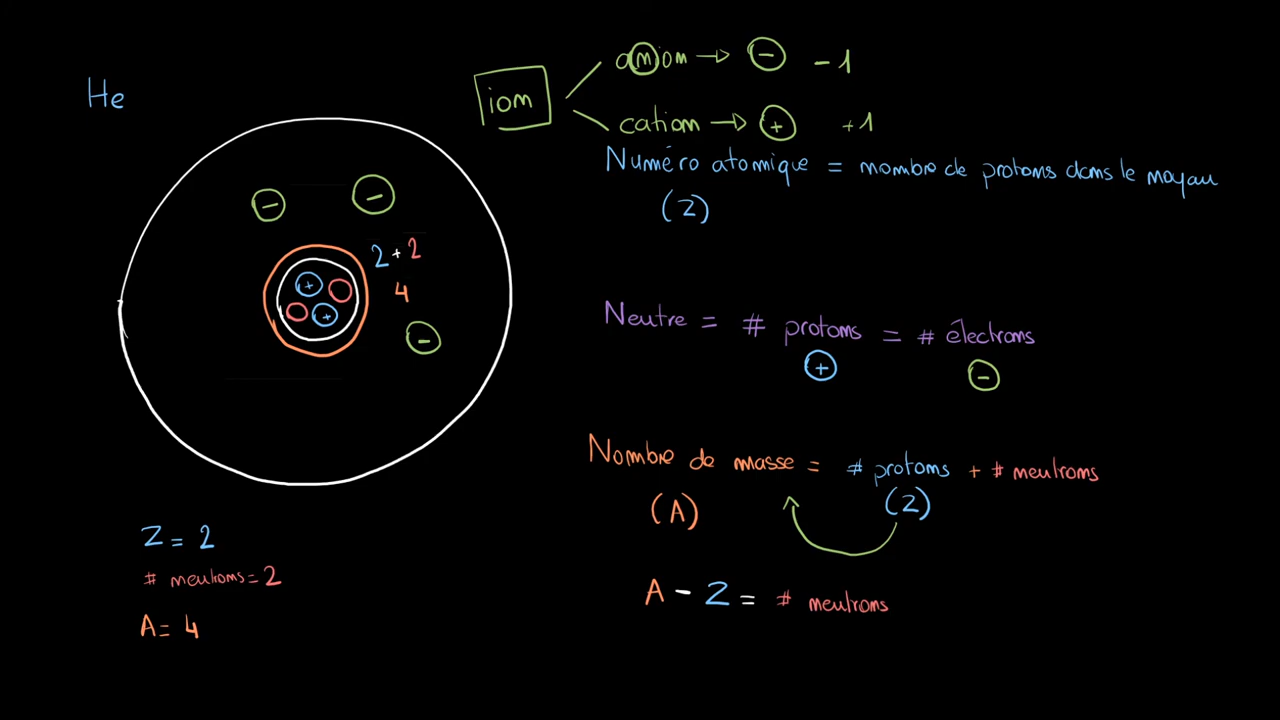 He
ion
anion → - -1
cation → + +1
Numéro atomique = nombre de protons dans le noyau
(Z)
- -
2 + 2
4
+
+
-
Neutre = # protons = # électrons
+ -
Nombre de masse = # protons + # neutrons
(A) (Z)
A - Z = # neutrons
Z = 2
# neutrons = 2
A = 4